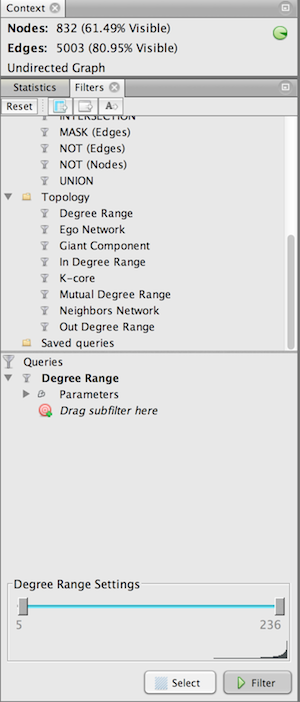 Context
Nodes: 832 (61.49% Visible)
Edges: 5003 (80.95% Visible)
Undirected Graph
Statistics Filters
Reset A
INTERSECTION
MASK (Edges)
NOT (Edges)
NOT (Nodes)
UNION
Topology
Degree Range
Ego Network
Giant Component
In Degree Range
K-core
Mutual Degree Range
Neighbors Network
Out Degree Range
Saved queries
Queries
Degree Range
Parameters
Drag subfilter here
Degree Range Settings
5 236
Select Filter